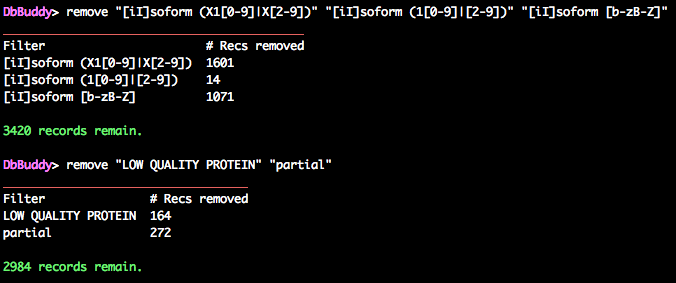 DbBuddy> remove "[iI]soform (X1[0-9]|X[2-9])" "[iI]soform (1[0-9]|[2-9])" "[iI]soform [b-zB-Z]"
Filter # Recs removed
[iI]soform (X1[0-9]|X[2-9]) 1601
[iI]soform (1[0-9]|[2-9]) 14
[iI]soform [b-zB-Z] 1071
3420 records remain.
DbBuddy> remove "LOW QUALITY PROTEIN" "partial"
Filter # Recs removed
LOW QUALITY PROTEIN 164
partial 272
2984 records remain.